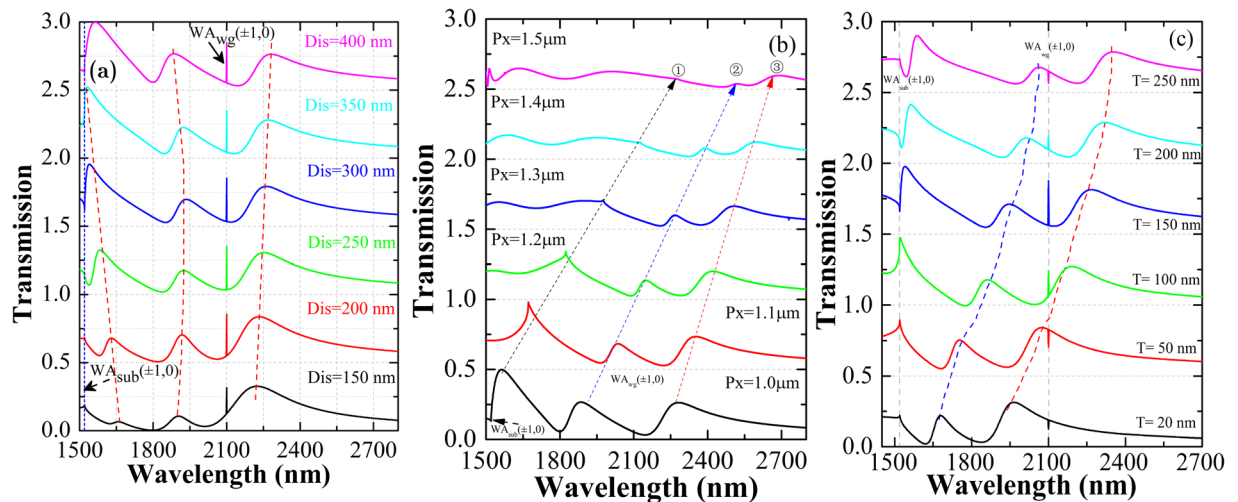 3.0
2.5
2.0
1.5
1.0
0.5
0.0
Transmission
(a)
WAwg(±1,0)
Dis=400 nm
Dis=350 nm
Dis=300 nm
Dis=250 nm
Dis=200 nm
WAsub(±1,0)
Dis=150 nm
1500 1800 2100 2400 2700
Wavelength (nm)
3.0
2.5
2.0
1.5
1.0
0.5
0.0
Transmission
(b)
Px=1.5μm
① ② ③
Px=1.4μm
Px=1.3μm
Px=1.2μm
Px=1.1μm
WAwg(±1,0)
Px=1.0μm
WAsub(±1,0)
1500 1800 2100 2400 2700
Wavelength (nm)
3.0
2.5
2.0
1.5
1.0
0.5
0.0
Transmission
(c)
WAwg(±1,0)
WAsub(±1,0)
T= 250 nm
T= 200 nm
T= 150 nm
T= 100 nm
T= 50 nm
T= 20 nm
1500 1800 2100 2400 2700
Wavelength (nm)